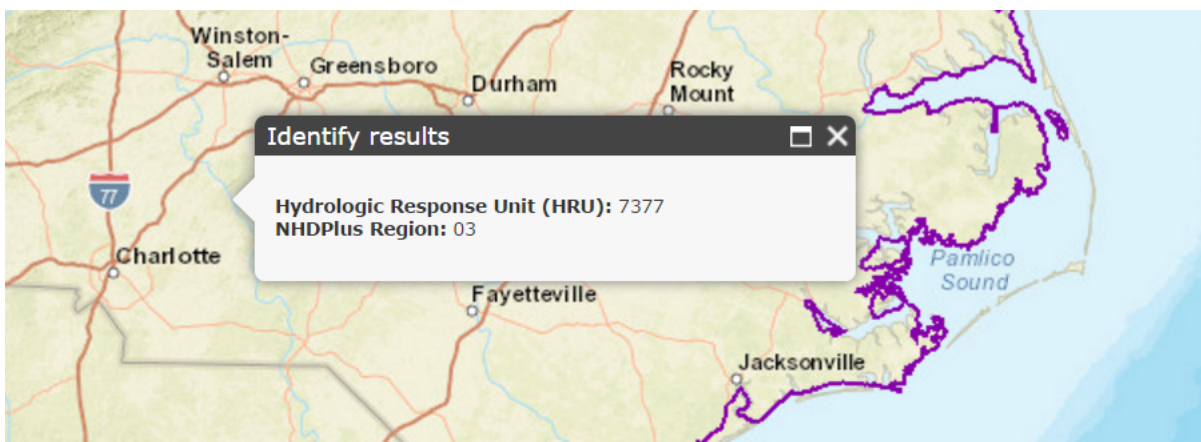 Winston-
Salem
Greensboro
Durham
Rocky
Mount
Identify results
77
Hydrologic Response Unit (HRU): 7377
NHDPlus Region: 03
Charlotte
Pamlico
Sound
Fayetteville
Jacksonville